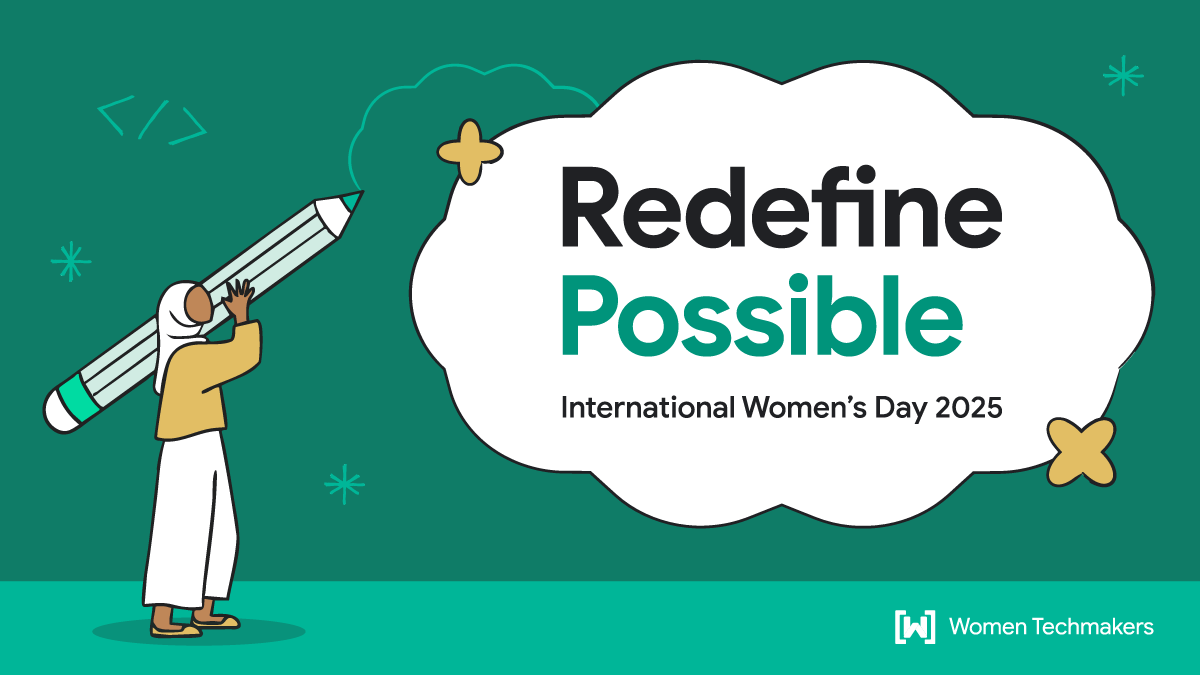 </>
Redefine
Possible
International Women’s Day 2025
[W] Women Techmakers